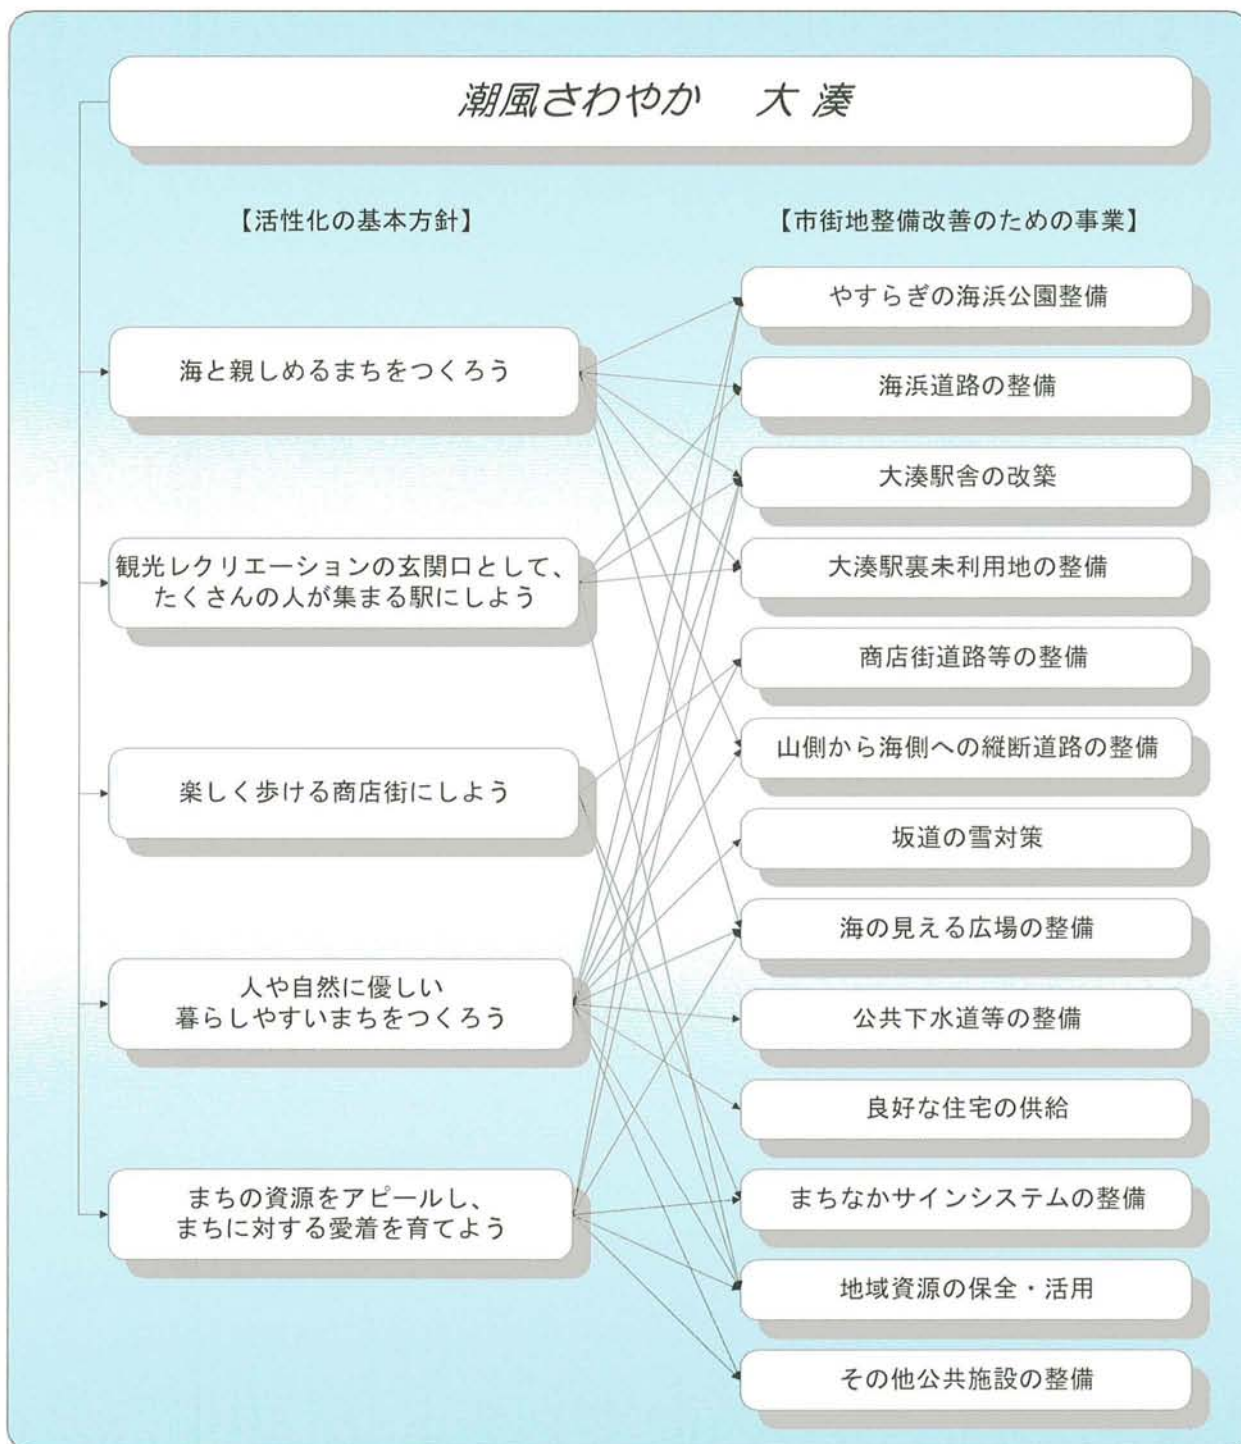 潮風さわやか 大湊
【活性化の基本方針】
海と親しめるまちをつくろう
観光レクリエーションの玄関口として、
たくさんの人が集まる駅にしよう
楽しく歩ける商店街にしよう
人や自然に優しい
暮らしやすいまちをつくろう
まちの資源をアピールし、
まちに対する愛着を育てよう
【市街地整備改善のための事業】
やすらぎの海浜公園整備
海浜道路の整備
大湊駅舎の改築
大湊駅裏未利用地の整備
商店街道路等の整備
山側から海側への縦断道路の整備
坂道の雪対策
海の見える広場の整備
公共下水道等の整備
良好な住宅の供給
まちなかサインシステムの整備
地域資源の保全・活用
その他公共施設の整備